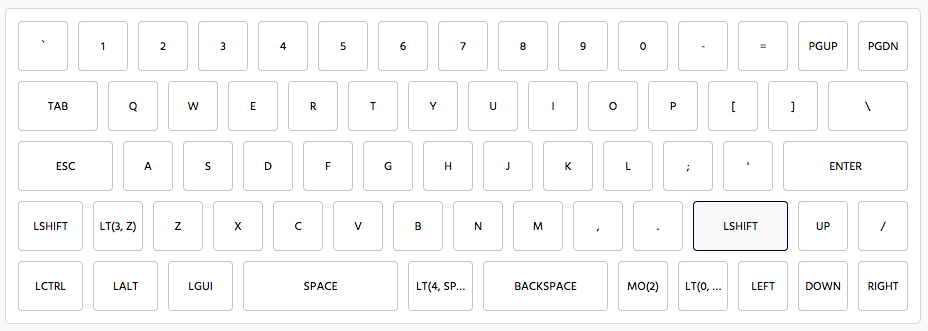 ` 1 2 3 4 5 6 7 8 9 0 - = PGUP PGDN
TAB Q W E R T Y U I O P [ ] \
ESC A S D F G H J K L ; ' ENTER
LSHIFT LT(3, Z) Z X C V B N M , . LSHIFT UP /
LCTRL LALT LGUI SPACE LT(4, SP... BACKSPACE MO(2) LT(0, ... LEFT DOWN RIGHT